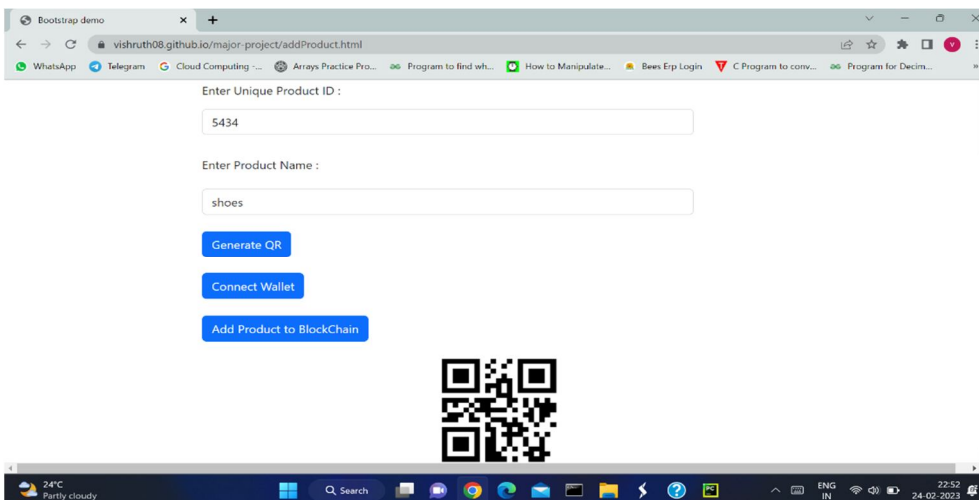 Bootstrap demo
vishruth08.github.io/major-project/addProduct.html
WhatsApp Telegram Cloud Computing -... Arrays Practice Pro... Program to find wh... How to Manipulate... Bees Erp Login C Program to conv... Program for Decim...
Enter Unique Product ID :
5434
Enter Product Name :
shoes
Generate QR
Connect Wallet
Add Product to BlockChain
24°C
Partly cloudy
Search
ENG
IN
22:52
24-02-2023